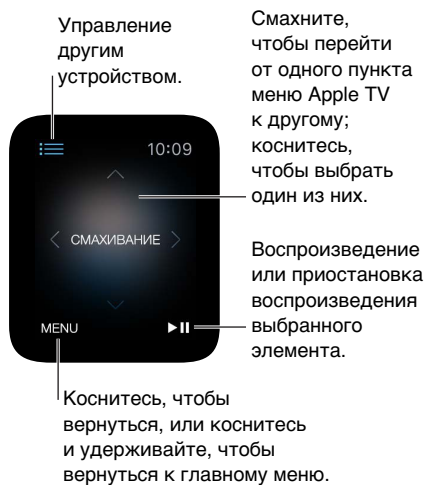 Управление
другим
устройством.
Смахните,
чтобы перейти
от одного пункта
меню Apple TV
к другому;
коснитесь,
чтобы выбрать
один из них.
10:09
СМАХИВАНИЕ
MENU
Воспроизведение
или приостановка
воспроизведения
выбранного
элемента.
Коснитесь, чтобы
вернуться, или коснитесь
и удерживайте, чтобы
вернуться к главному меню.